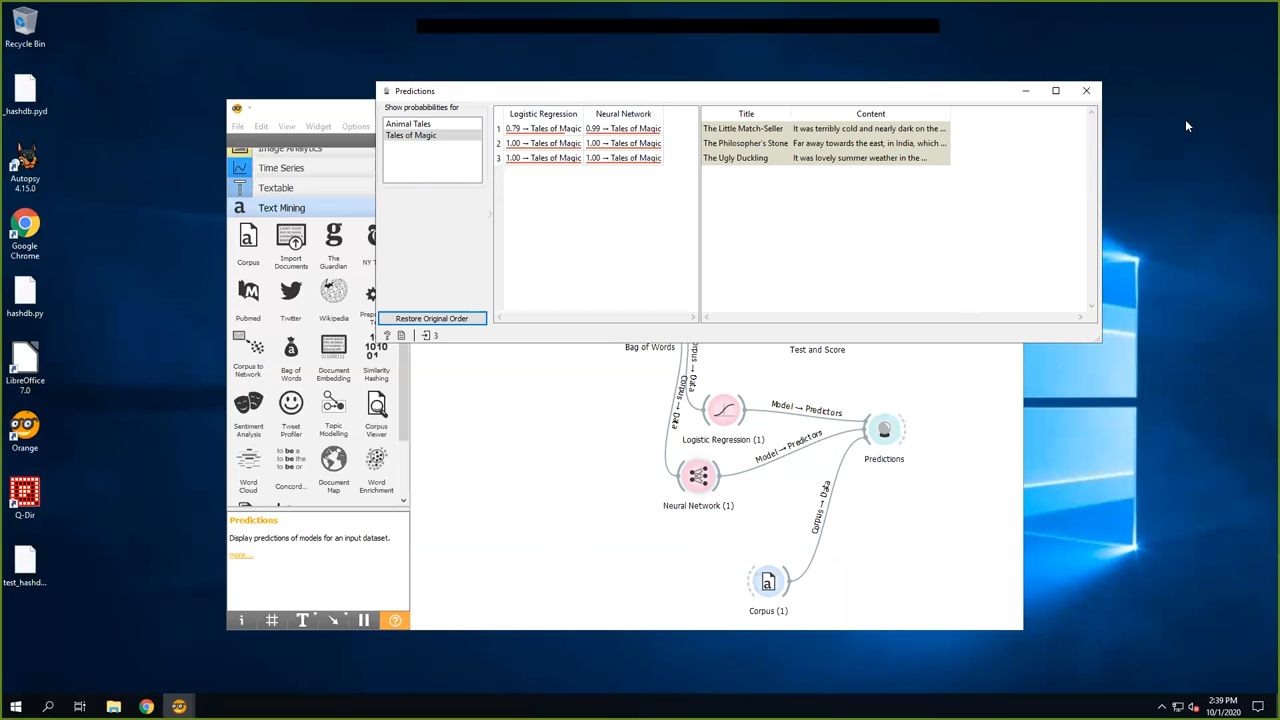 Recycle Bin
_hashdb.pyd
Autopsy
4.15.0
Google
Chrome
hashdb.py
LibreOffice
7.0
Orange
Q-Dir
test_hashd...
File Edit View Widget Options
Image Analytics
Time Series
Textable
Text Mining
Corpus
Import
Documents
The
Guardian
NY T
Pubmed
Twitter
Wikipedia
Prep
T
Corpus to
Network
Bag of
Words
Document
Embedding
Similarity
Hashing
Sentiment
Analysis
Tweet
Profiler
Topic
Modelling
Corpus
Viewer
Word
Cloud
Concord...
Document
Map
Word
Enrichment
Predictions
Display predictions of models for an input dataset.
more...
Predictions
Show probabilities for
Animal Tales
Tales of Magic
Restore Original Order
3
Logistic Regression Neural Network
1 0.79 → Tales of Magic 0.99 → Tales of Magic
2 1.00 → Tales of Magic 1.00 → Tales of Magic
3 1.00 → Tales of Magic 1.00 → Tales of Magic
Title Content
The Little Match-Seller It was terribly cold and nearly dark on the ...
The Philosopher's Stone Far away towards the east, in India, which ...
The Ugly Duckling It was lovely summer weather in the ...
Bag of Words
Test and Score
Corpus → Data
Corpus → Data
Model → Predictors
Logistic Regression (1)
Model → Predictors
Predictions
Neural Network (1)
Corpus → Data
Corpus (1)
2:39 PM
10/1/2020